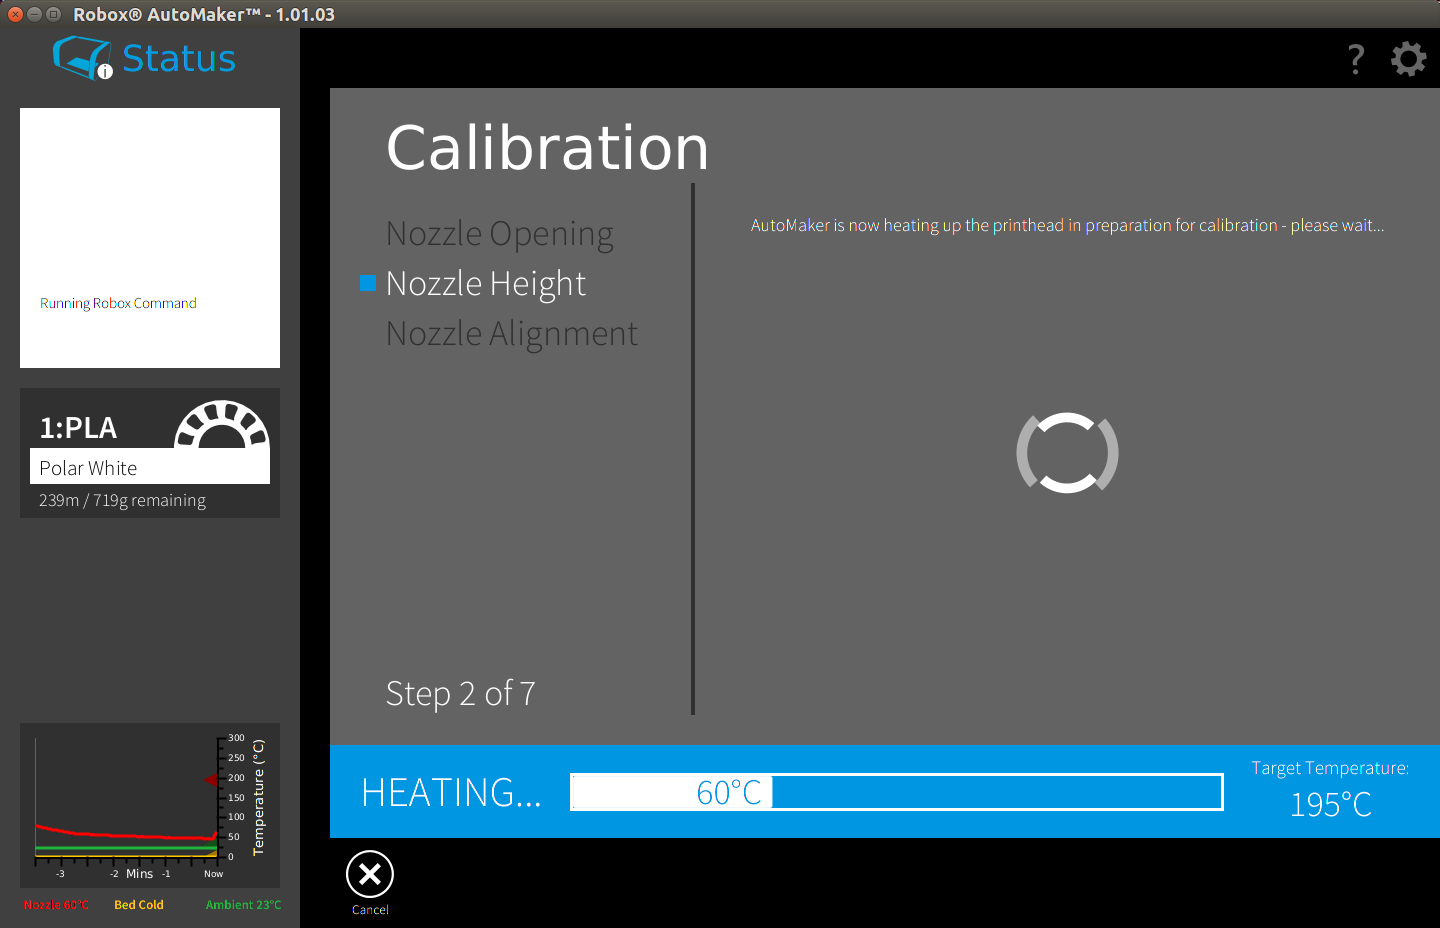 Robox® AutoMaker™ - 1.01.03
Status
?
Calibration
Nozzle Opening
Nozzle Height
Nozzle Alignment
AutoMaker is now heating up the printhead in preparation for calibration - please wait...
Running Robox Command
1:PLA
Polar White
239m / 719g remaining
Step 2 of 7
300
250
200
150
100
50
0
Temperature (°C)
-3
-2
Mins
-1
Now
Nozzle 60°C
Bed Cold
Ambient 23°C
HEATING...
60°C
Target Temperature:
195°C
Cancel